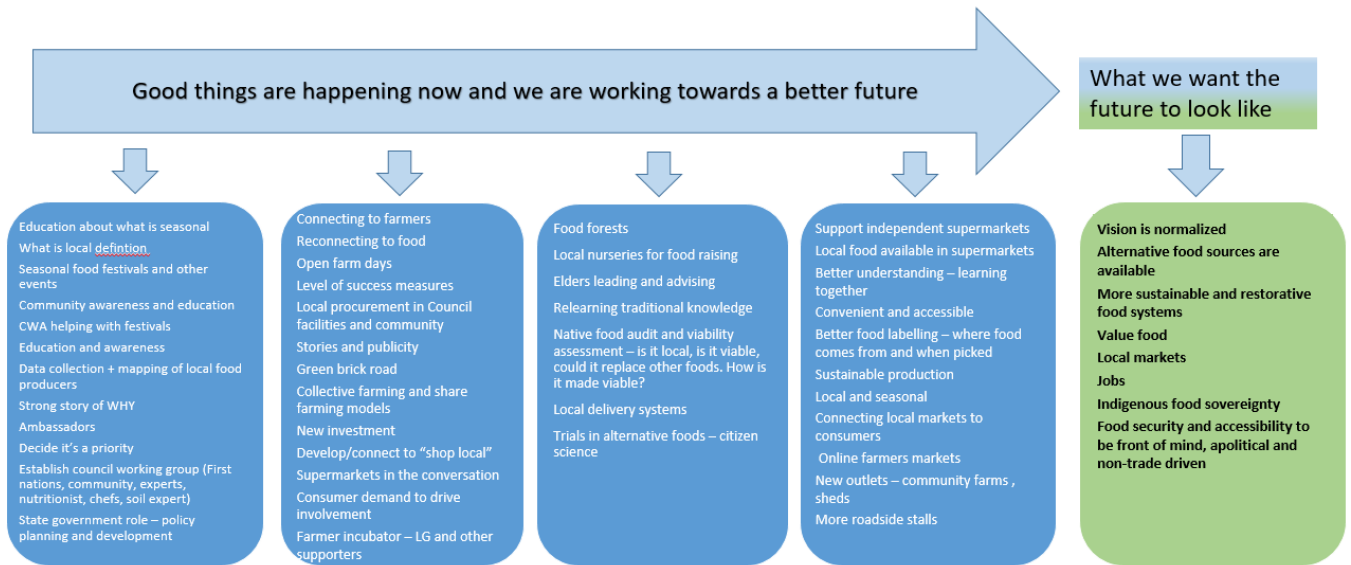 Good things are happening now and we are working towards a better future
What we want the
future to look like
Education about what is seasonal
What is local defintion
Seasonal food festivals and other
events
Community awareness and education
CWA helping with festivals
Education and awareness
Data collection + mapping of local food
producers
Strong story of WHY
Ambassadors
Decide it's a priority
Establish council working group (First
nations, community, experts,
nutritionist, chefs, soil expert)
State government role – policy
planning and development
Connecting to farmers
Reconnecting to food
Open farm days
Level of success measures
Local procurement in Council
facilities and community
Stories and publicity
Green brick road
Collective farming and share
farming models
New investment
Develop/connect to “shop local”
Supermarkets in the conversation
Consumer demand to drive
involvement
Farmer incubator – LG and other
supporters
Food forests
Local nurseries for food raising
Elders leading and advising
Relearning traditional knowledge
Native food audit and viability
assessment – is it local, is it viable,
could it replace other foods. How is
it made viable?
Local delivery systems
Trials in alternative foods – citizen
science
Support independent supermarkets
Local food available in supermarkets
Better understanding – learning
together
Convenient and accessible
Better food labelling – where food
comes from and when picked
Sustainable production
Local and seasonal
Connecting local markets to
consumers
Online farmers markets
New outlets – community farms ,
sheds
More roadside stalls
Vision is normalized
Alternative food sources are
available
More sustainable and restorative
food systems
Value food
Local markets
Jobs
Indigenous food sovereignty
Food security and accessibility to
be front of mind, apolitical and
non-trade driven